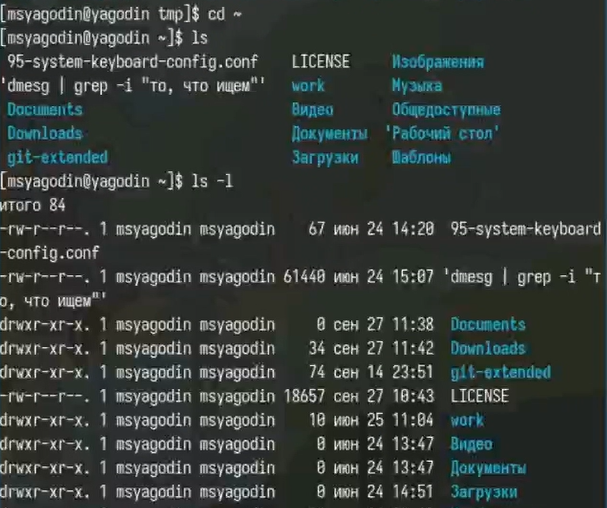 [msyagodin@yagodin tmp]$ cd ~
[msyagodin@yagodin ~]$ ls
95-system-keyboard-config.conf LICENSE Изображения
'dmesg | grep -i "то, что ищем"' work Музыка
Documents Видео Общедоступные
Downloads Документы 'Рабочий стол'
git-extended Загрузки Шаблоны
[msyagodin@yagodin ~]$ ls -l
итого 84
-rw-r--r--. 1 msyagodin msyagodin 67 июн 24 14:20 95-system-keyboard
-config.conf
-rw-r--r--. 1 msyagodin msyagodin 61440 июн 24 15:07 'dmesg | grep -i "т
о, что ищем"'
drwxr-xr-x. 1 msyagodin msyagodin 0 сен 27 11:38 Documents
drwxr-xr-x. 1 msyagodin msyagodin 34 сен 27 11:42 Downloads
drwxr-xr-x. 1 msyagodin msyagodin 74 сен 14 23:51 git-extended
-rw-r--r--. 1 msyagodin msyagodin 18657 сен 27 10:43 LICENSE
drwxr-xr-x. 1 msyagodin msyagodin 10 июн 25 11:04 work
drwxr-xr-x. 1 msyagodin msyagodin 0 июн 24 13:47 Видео
drwxr-xr-x. 1 msyagodin msyagodin 0 июн 24 13:47 Документы
drwxr-xr-x. 1 msyagodin msyagodin 0 июн 24 14:51 Загрузки